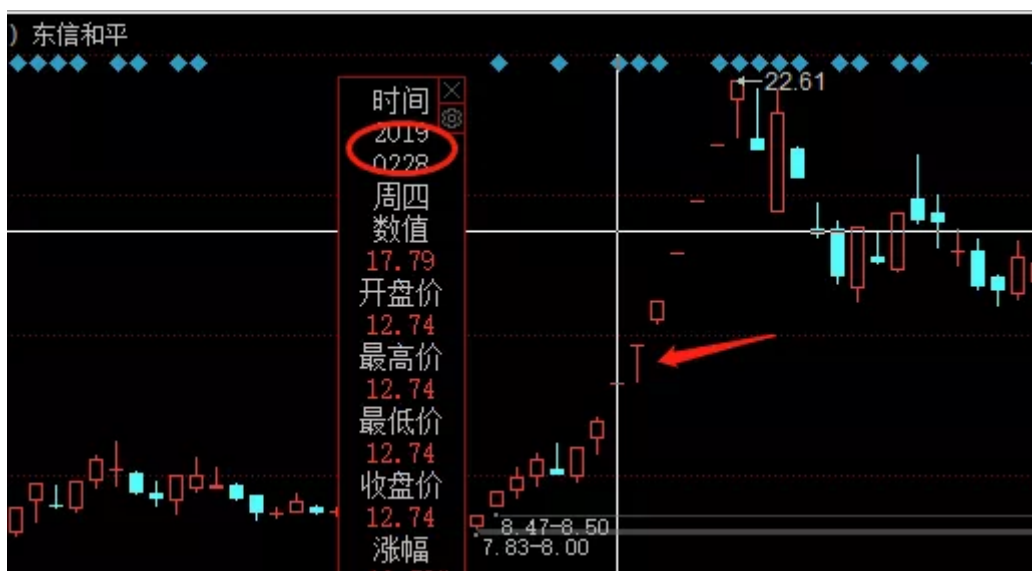 ) 东信和平
22.61
时间
2019
0228
周四
数值
17.79
开盘价
12.74
最高价
12.74
最低价
12.74
收盘价
12.74
涨幅
8.47-8.50
7.83-8.00